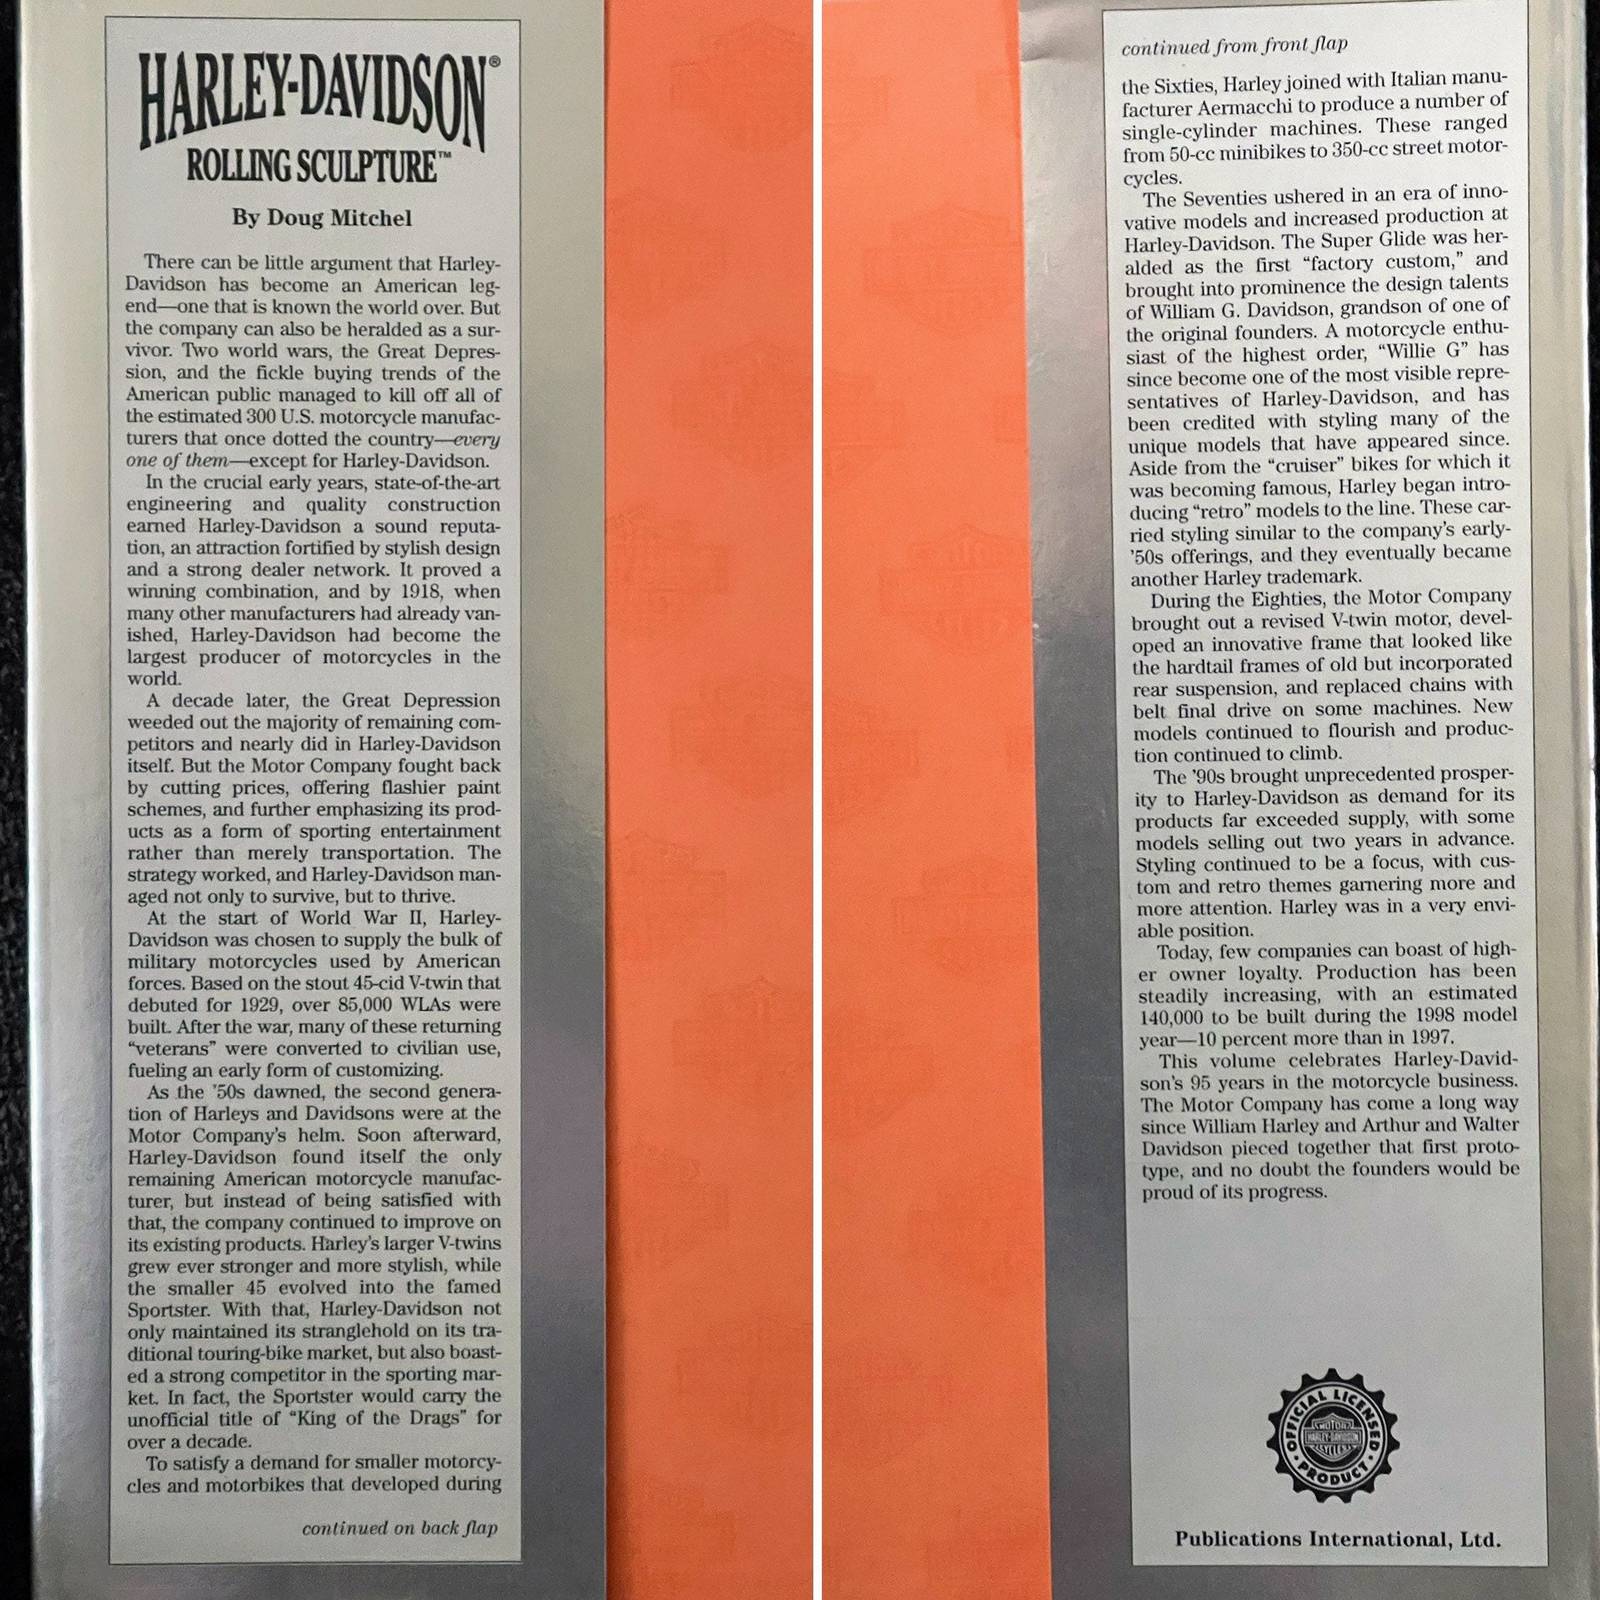 HARLEY-DAVIDSON®
ROLLING SCULPTURE™
By Doug Mitchel
There can be little argument that Harley-
Davidson has become an American leg-
end—one that is known the world over. But
the company can also be heralded as a sur-
vivor. Two world wars, the Great Depres-
sion, and the fickle buying trends of the
American public managed to kill off all of
the estimated 300 U.S. motorcycle manufac-
turers that once dotted the country—every
one of them—except for Harley-Davidson.
In the crucial early years, state-of-the-art
engineering and quality construction
earned Harley-Davidson a sound reputa-
tion, an attraction fortified by stylish design
and a strong dealer network. It proved a
winning combination, and by 1918, when
many other manufacturers had already van-
ished, Harley-Davidson had become the
largest producer of motorcycles in the
world.
A decade later, the Great Depression
weeded out the majority of remaining com-
petitors and nearly did in Harley-Davidson
itself. But the Motor Company fought back
by cutting prices, offering flashier paint
schemes, and further emphasizing its prod-
ucts as a form of sporting entertainment
rather than merely transportation. The
strategy worked, and Harley-Davidson man-
aged not only to survive, but to thrive.
At the start of World War II, Harley-
Davidson was chosen to supply the bulk of
military motorcycles used by American
forces. Based on the stout 45-cid V-twin that
debuted for 1929, over 85,000 WLAs were
built. After the war, many of these returning
“veterans” were converted to civilian use,
fueling an early form of customizing.
As the ’50s dawned, the second genera-
tion of Harleys and Davidsons were at the
Motor Company’s helm. Soon afterward,
Harley-Davidson found itself the only
remaining American motorcycle manufac-
turer, but instead of being satisfied with
that, the company continued to improve on
its existing products. Harley’s larger V-twins
grew ever stronger and more stylish, while
the smaller 45 evolved into the famed
Sportster. With that, Harley-Davidson not
only maintained its stranglehold on its tra-
ditional touring-bike market, but also boast-
ed a strong competitor in the sporting mar-
ket. In fact, the Sportster would carry the
unofficial title of “King of the Drags” for
over a decade.
To satisfy a demand for smaller motorcy-
cles and motorbikes that developed during
continued on back flap
continued from front flap
the Sixties, Harley joined with Italian manu-
facturer Aermacchi to produce a number of
single-cylinder machines. These ranged
from 50-cc minibikes to 350-cc street motor-
cycles.
The Seventies ushered in an era of inno-
vative models and increased production at
Harley-Davidson. The Super Glide was her-
alded as the first “factory custom,” and
brought into prominence the design talents
of William G. Davidson, grandson of one of
the original founders. A motorcycle enthu-
siast of the highest order, “Willie G” has
since become one of the most visible repre-
sentatives of Harley-Davidson, and has
been credited with styling many of the
unique models that have appeared since.
Aside from the “cruiser” bikes for which it
was becoming famous, Harley began intro-
ducing “retro” models to the line. These car-
ried styling similar to the company’s early-
’50s offerings, and they eventually became
another Harley trademark.
During the Eighties, the Motor Company
brought out a revised V-twin motor, devel-
oped an innovative frame that looked like
the hardtail frames of old but incorporated
rear suspension, and replaced chains with
belt final drive on some machines. New
models continued to flourish and produc-
tion continued to climb.
The ’90s brought unprecedented prosper-
ity to Harley-Davidson as demand for its
products far exceeded supply, with some
models selling out two years in advance.
Styling continued to be a focus, with cus-
tom and retro themes garnering more and
more attention. Harley was in a very envi-
able position.
Today, few companies can boast of high-
er owner loyalty. Production has been
steadily increasing, with an estimated
140,000 to be built during the 1998 model
year—10 percent more than in 1997.
This volume celebrates Harley-David-
son’s 95 years in the motorcycle business.
The Motor Company has come a long way
since William Harley and Arthur and Walter
Davidson pieced together that first proto-
type, and no doubt the founders would be
proud of its progress.
OFFICIAL LICENSED
MOTOR
HARLEY-DAVIDSON
CYCLES
PRODUCT
Publications International, Ltd.